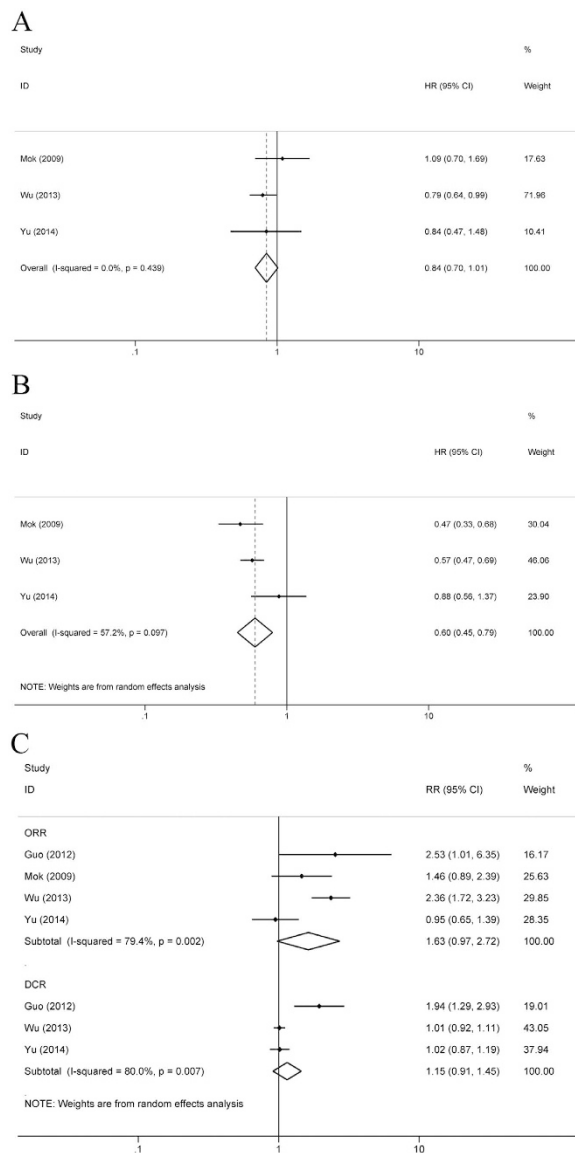 A
Study %
ID HR (95% CI) Weight
Mok (2009) 1.09 (0.70, 1.69) 17.63
Wu (2013) 0.79 (0.64, 0.99) 71.96
Yu (2014) 0.84 (0.47, 1.48) 10.41
Overall (I-squared = 0.0%, p = 0.439) 0.84 (0.70, 1.01) 100.00
.1 1 10
B
Study %
ID HR (95% CI) Weight
Mok (2009) 0.47 (0.33, 0.68) 30.04
Wu (2013) 0.57 (0.47, 0.69) 46.06
Yu (2014) 0.88 (0.56, 1.37) 23.90
Overall (I-squared = 57.2%, p = 0.097) 0.60 (0.45, 0.79) 100.00
NOTE: Weights are from random effects analysis
.1 1 10
C
Study %
ID RR (95% CI) Weight
ORR
Guo (2012) 2.53 (1.01, 6.35) 16.17
Mok (2009) 1.46 (0.89, 2.39) 25.63
Wu (2013) 2.36 (1.72, 3.23) 29.85
Yu (2014) 0.95 (0.65, 1.39) 28.35
Subtotal (I-squared = 79.4%, p = 0.002) 1.63 (0.97, 2.72) 100.00
.
DCR
Guo (2012) 1.94 (1.29, 2.93) 19.01
Wu (2013) 1.01 (0.92, 1.11) 43.05
Yu (2014) 1.02 (0.87, 1.19) 37.94
Subtotal (I-squared = 80.0%, p = 0.007) 1.15 (0.91, 1.45) 100.00
.
NOTE: Weights are from random effects analysis
.1 1 10